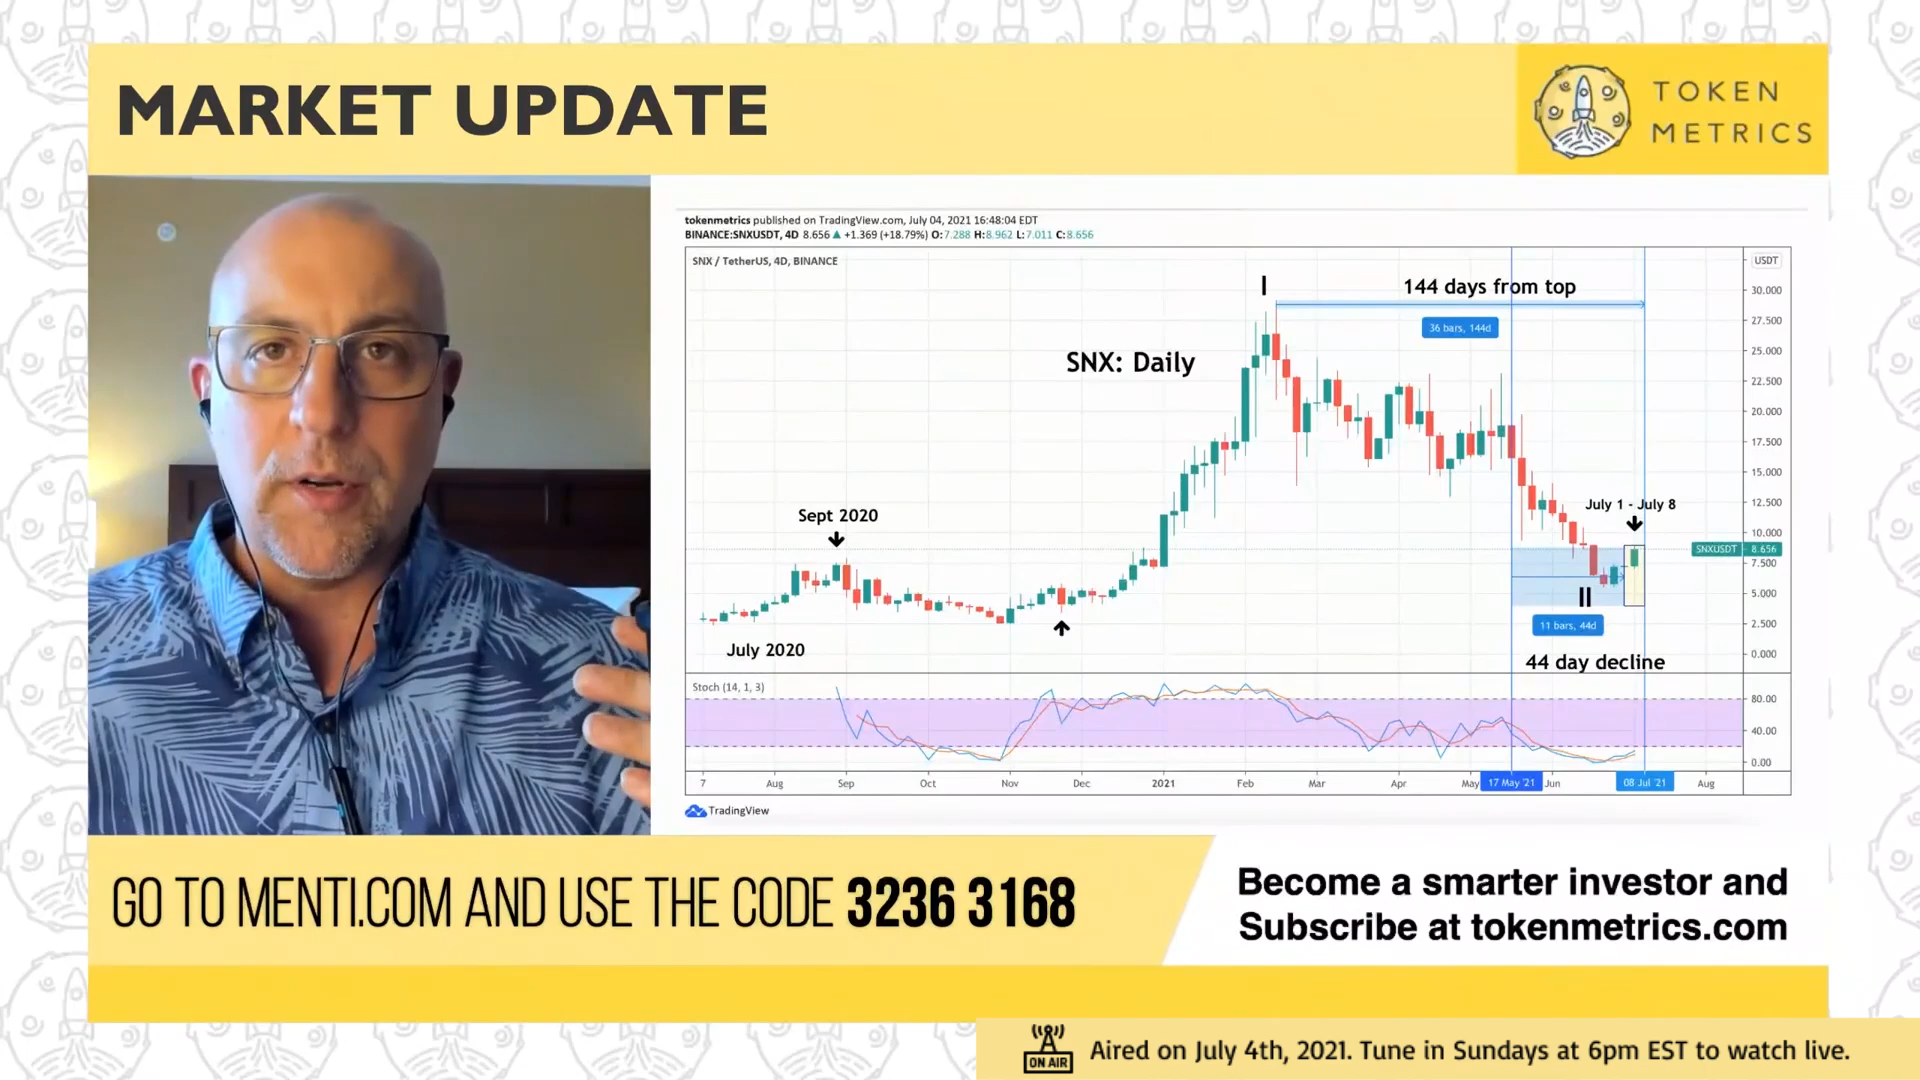 MARKET UPDATE
TOKEN
METRICS
tokenmetrics published on TradingView.com, July 04, 2021 16:48:04 EDT
BINANCE:SNXUSDT, 4D 8.656 ▲ +1.369 (+18.79%) O:7.288 H:8.962 L:7.011 C:8.656
SNX / TetherUS, 4D, BINANCE
USDT
I
144 days from top
30.000
27.500
36 bars, 144d
SNX: Daily
25.000
22.500
20.000
17.500
15.000
12.500
July 1 - July 8
Sept 2020
10.000
SNXUSDT 8.656
7.500
5.000
II
2.500
11 bars, 44d
July 2020
0.000
44 day decline
Stoch (14, 1, 3)
80.00
40.00
0.00
7 Aug Sep Oct Nov Dec 2021 Feb Mar Apr May 17 May '21 Jun 08 Jul '21 Aug
TradingView
GO TO MENTI.COM AND USE THE CODE 3236 3168
Become a smarter investor and
Subscribe at tokenmetrics.com
ON AIR
Aired on July 4th, 2021. Tune in Sundays at 6pm EST to watch live.